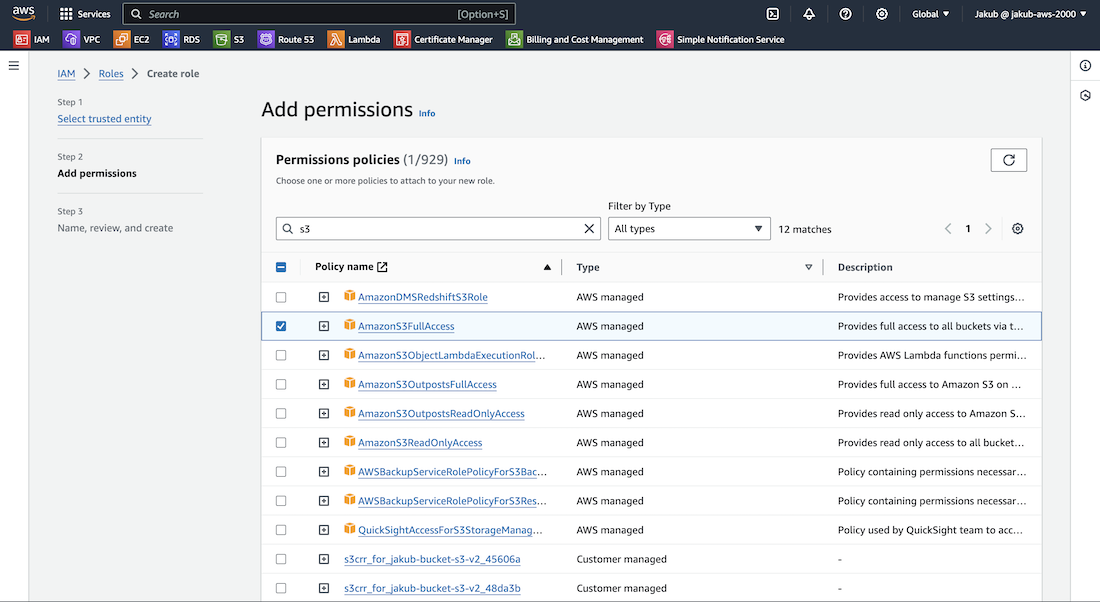 aws Services Search [Option+S] Global Jakub @ jakub-aws-2000
IAM VPC EC2 RDS S3 Route 53 Lambda Certificate Manager Billing and Cost Management Simple Notification Service
IAM Roles Create role
Step 1
Select trusted entity
Step 2
Add permissions
Step 3
Name, review, and create
Add permissions Info
Permissions policies (1/929) Info
Choose one or more policies to attach to your new role.
Filter by Type
s3 All types 12 matches 1
Policy name Type Description
AmazonDMSRedshiftS3Role AWS managed Provides access to manage S3 settings...
AmazonS3FullAccess AWS managed Provides full access to all buckets via t...
AmazonS3ObjectLambdaExecutionRol... AWS managed Provides AWS Lambda functions permi...
AmazonS3OutpostsFullAccess AWS managed Provides full access to Amazon S3 on ...
AmazonS3OutpostsReadOnlyAccess AWS managed Provides read only access to Amazon S...
AmazonS3ReadOnlyAccess AWS managed Provides read only access to all bucket...
AWSBackupServiceRolePolicyForS3Bac... AWS managed Policy containing permissions necessar...
AWSBackupServiceRolePolicyForS3Res... AWS managed Policy containing permissions necessar...
QuickSightAccessForS3StorageManag... AWS managed Policy used by QuickSight team to acc...
s3crr_for_jakub-bucket-s3-v2_45606a Customer managed -
s3crr_for_jakub-bucket-s3-v2_48da3b Customer managed -